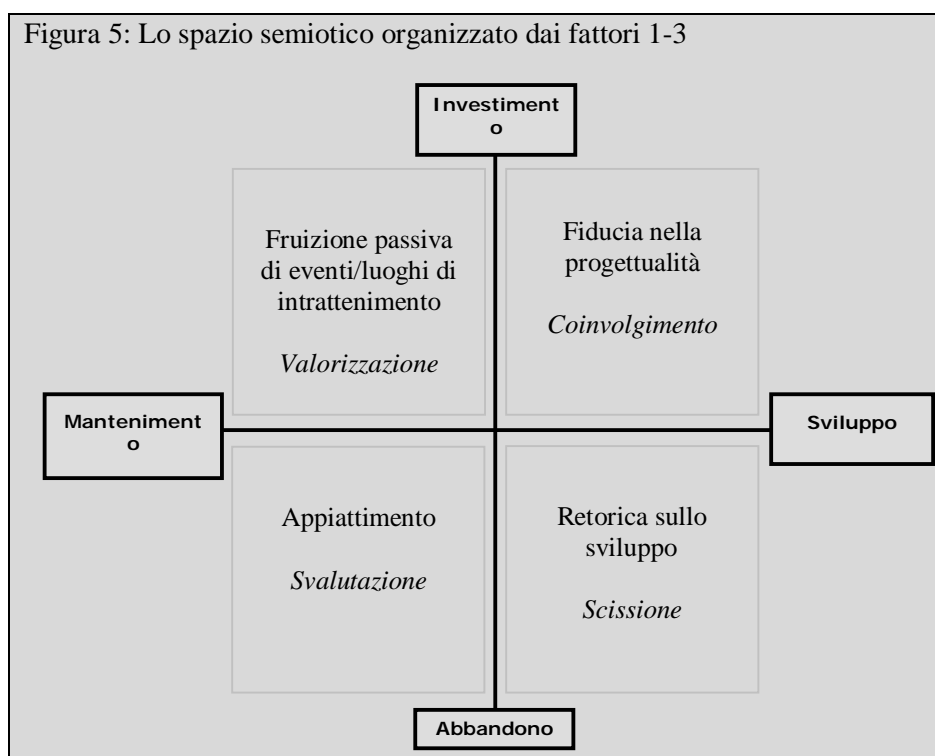 Figura 5: Lo spazio semiotico organizzato dai fattori 1-3
Investiment
o
Fruizione passiva
di eventi/luoghi di
intrattenimento
Valorizzazione
Fiducia nella
progettualità
Coinvolgimento
Manteniment
o
Sviluppo
Appiattimento
Svalutazione
Retorica sullo
sviluppo
Scissione
Abbandono